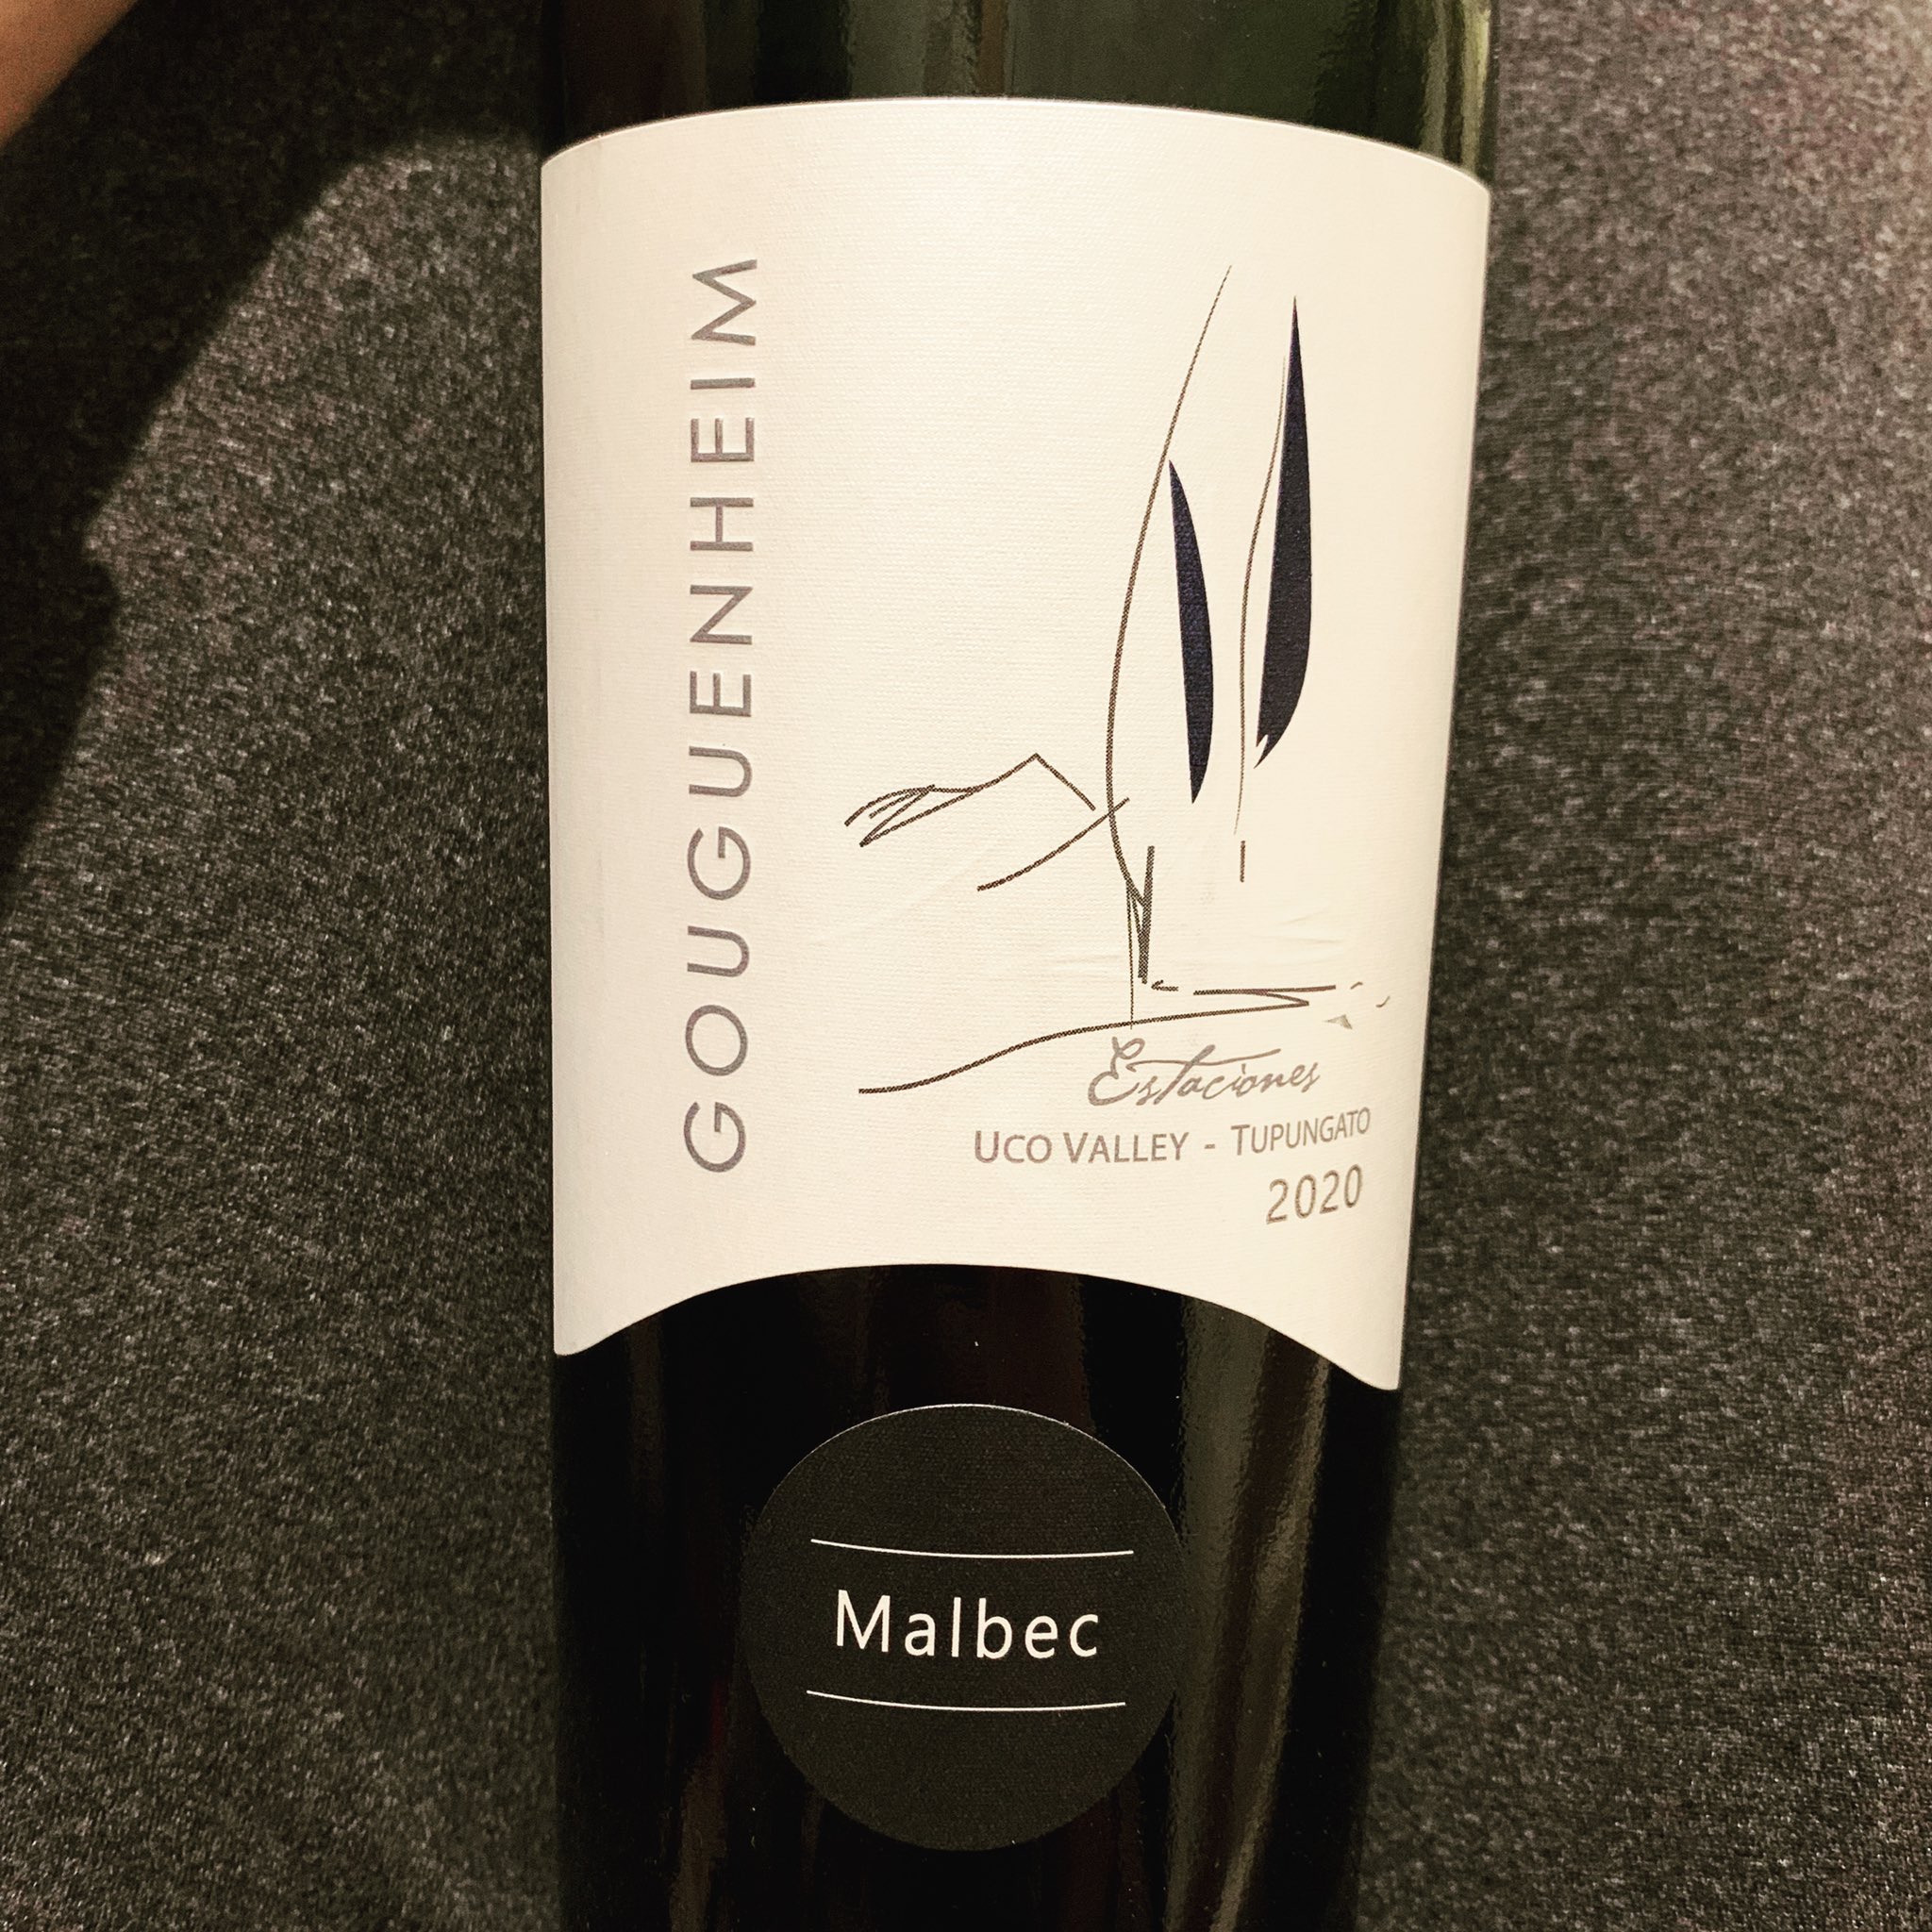 GOUGUENHEIM
Estaciones
UCO VALLEY - TUPUNGATO
2020
Malbec